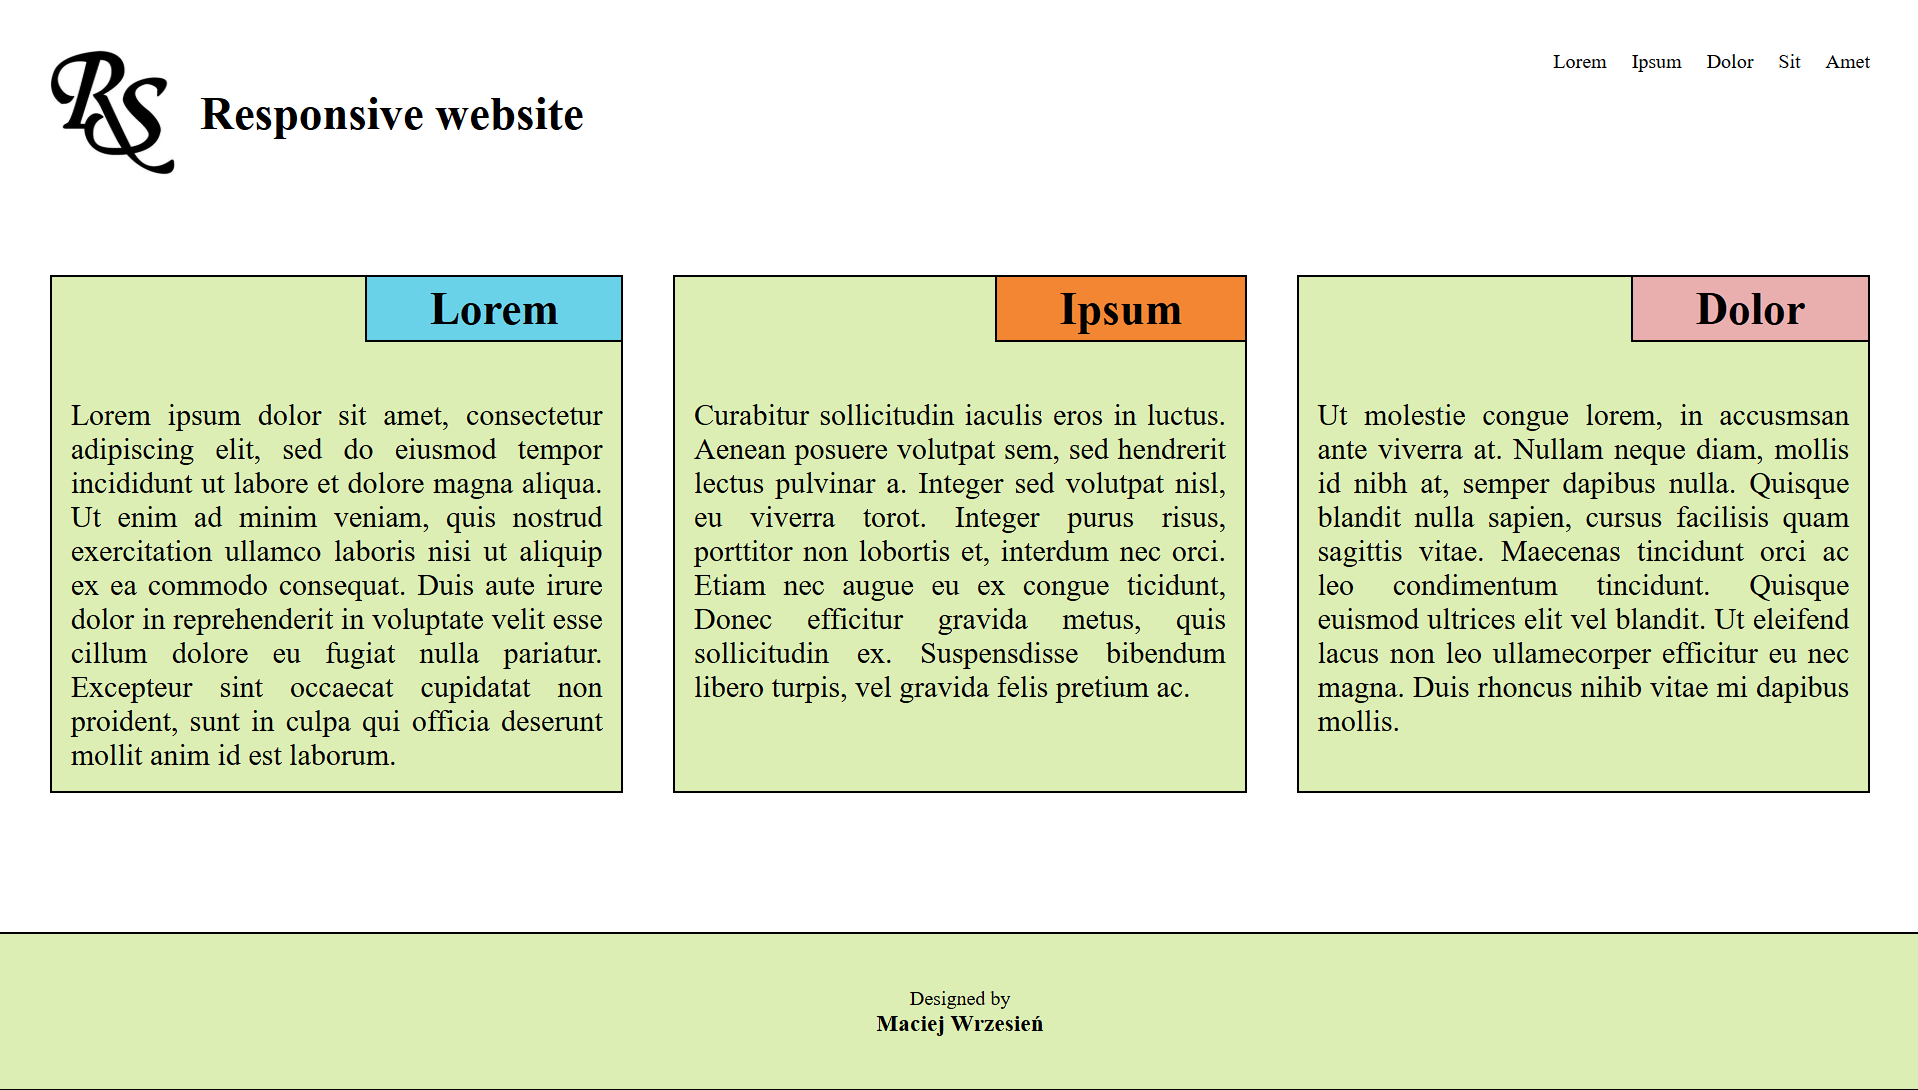 RS
Responsive website
Lorem Ipsum Dolor Sit Amet
Lorem
Lorem ipsum dolor sit amet, consectetur
adipiscing elit, sed do eiusmod tempor
incididunt ut labore et dolore magna aliqua.
Ut enim ad minim veniam, quis nostrud
exercitation ullamco laboris nisi ut aliquip
ex ea commodo consequat. Duis aute irure
dolor in reprehenderit in voluptate velit esse
cillum dolore eu fugiat nulla pariatur.
Excepteur sint occaecat cupidatat non
proident, sunt in culpa qui officia deserunt
mollit anim id est laborum.
Ipsum
Curabitur sollicitudin iaculis eros in luctus.
Aenean posuere volutpat sem, sed hendrerit
lectus pulvinar a. Integer sed volutpat nisl,
eu viverra torot. Integer purus risus,
porttitor non lobortis et, interdum nec orci.
Etiam nec augue eu ex congue ticidunt,
Donec efficitur gravida metus, quis
sollicitudin ex. Suspensdisse bibendum
libero turpis, vel gravida felis pretium ac.
Dolor
Ut molestie congue lorem, in accusmsan
ante viverra at. Nullam neque diam, mollis
id nibh at, semper dapibus nulla. Quisque
blandit nulla sapien, cursus facilisis quam
sagittis vitae. Maecenas tincidunt orci ac
leo condimentum tincidunt. Quisque
euismod ultrices elit vel blandit. Ut eleifend
lacus non leo ullamecorper efficitur eu nec
magna. Duis rhoncus nihib vitae mi dapibus
mollis.
Designed by
Maciej Wrzesień